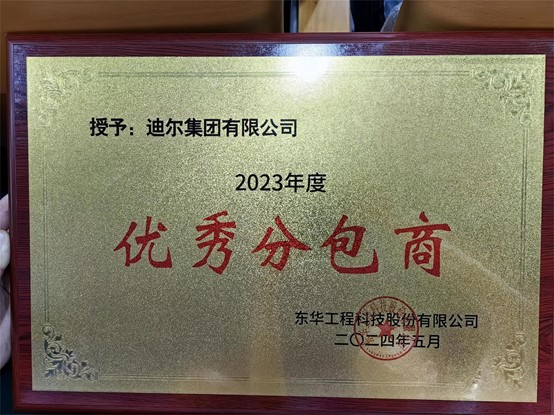 授予：迪尔集团有限公司
2023年度
优秀分包商
东华工程科技股份有限公司
二〇二四年五月